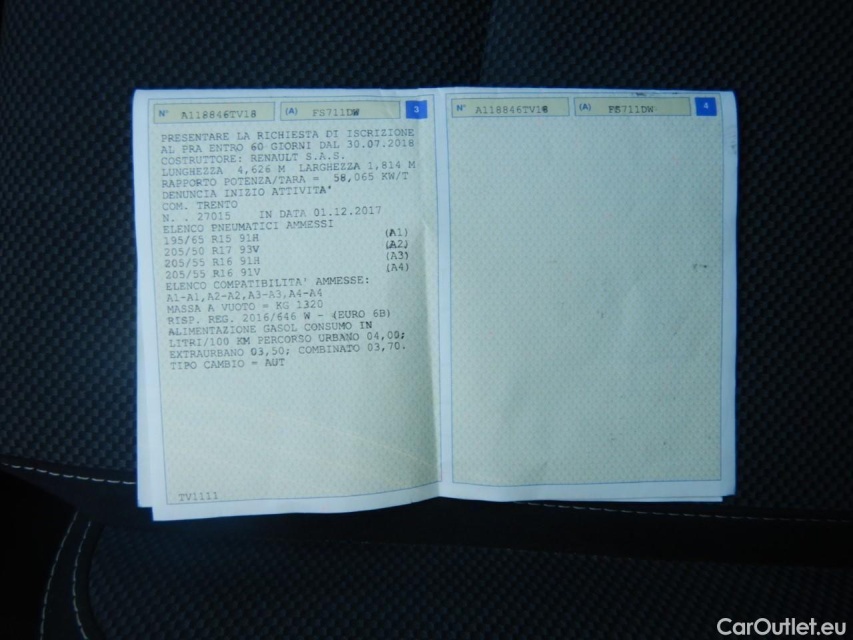 N° A118846TV18 (A) FS711DW 3
PRESENTARE LA RICHIESTA DI ISCRIZIONE
AL PRA ENTRO 60 GIORNI DAL 30.07.2018
COSTRUTTORE: RENAULT S.A.S.
LUNGHEZZA 4,626 M LARGHEZZA 1,814 M
RAPPORTO POTENZA/TARA = 58,065 KW/T
DENUNCIA INIZIO ATTIVITA'
COM. TRENTO
N. . 27015 IN DATA 01.12.2017
ELENCO PNEUMATICI AMMESSI
195/65 R15 91H (A1)
205/50 R17 93V (A2)
205/55 R16 91H (A3)
205/55 R16 91V (A4)
ELENCO COMPATIBILITA' AMMESSE:
A1-A1,A2-A2,A3-A3,A4-A4
MASSA A VUOTO = KG 1320
RISP. REG. 2016/646 W - (EURO 6B)
ALIMENTAZIONE GASOL CONSUMO IN
LITRI/100 KM PERCORSO URBANO 04,00;
EXTRAURBANO 03,50; COMBINATO 03,70.
TIPO CAMBIO = AUT
TV1111
N° A118846TV18 (A) FS711DW 4
CarOutlet.eu